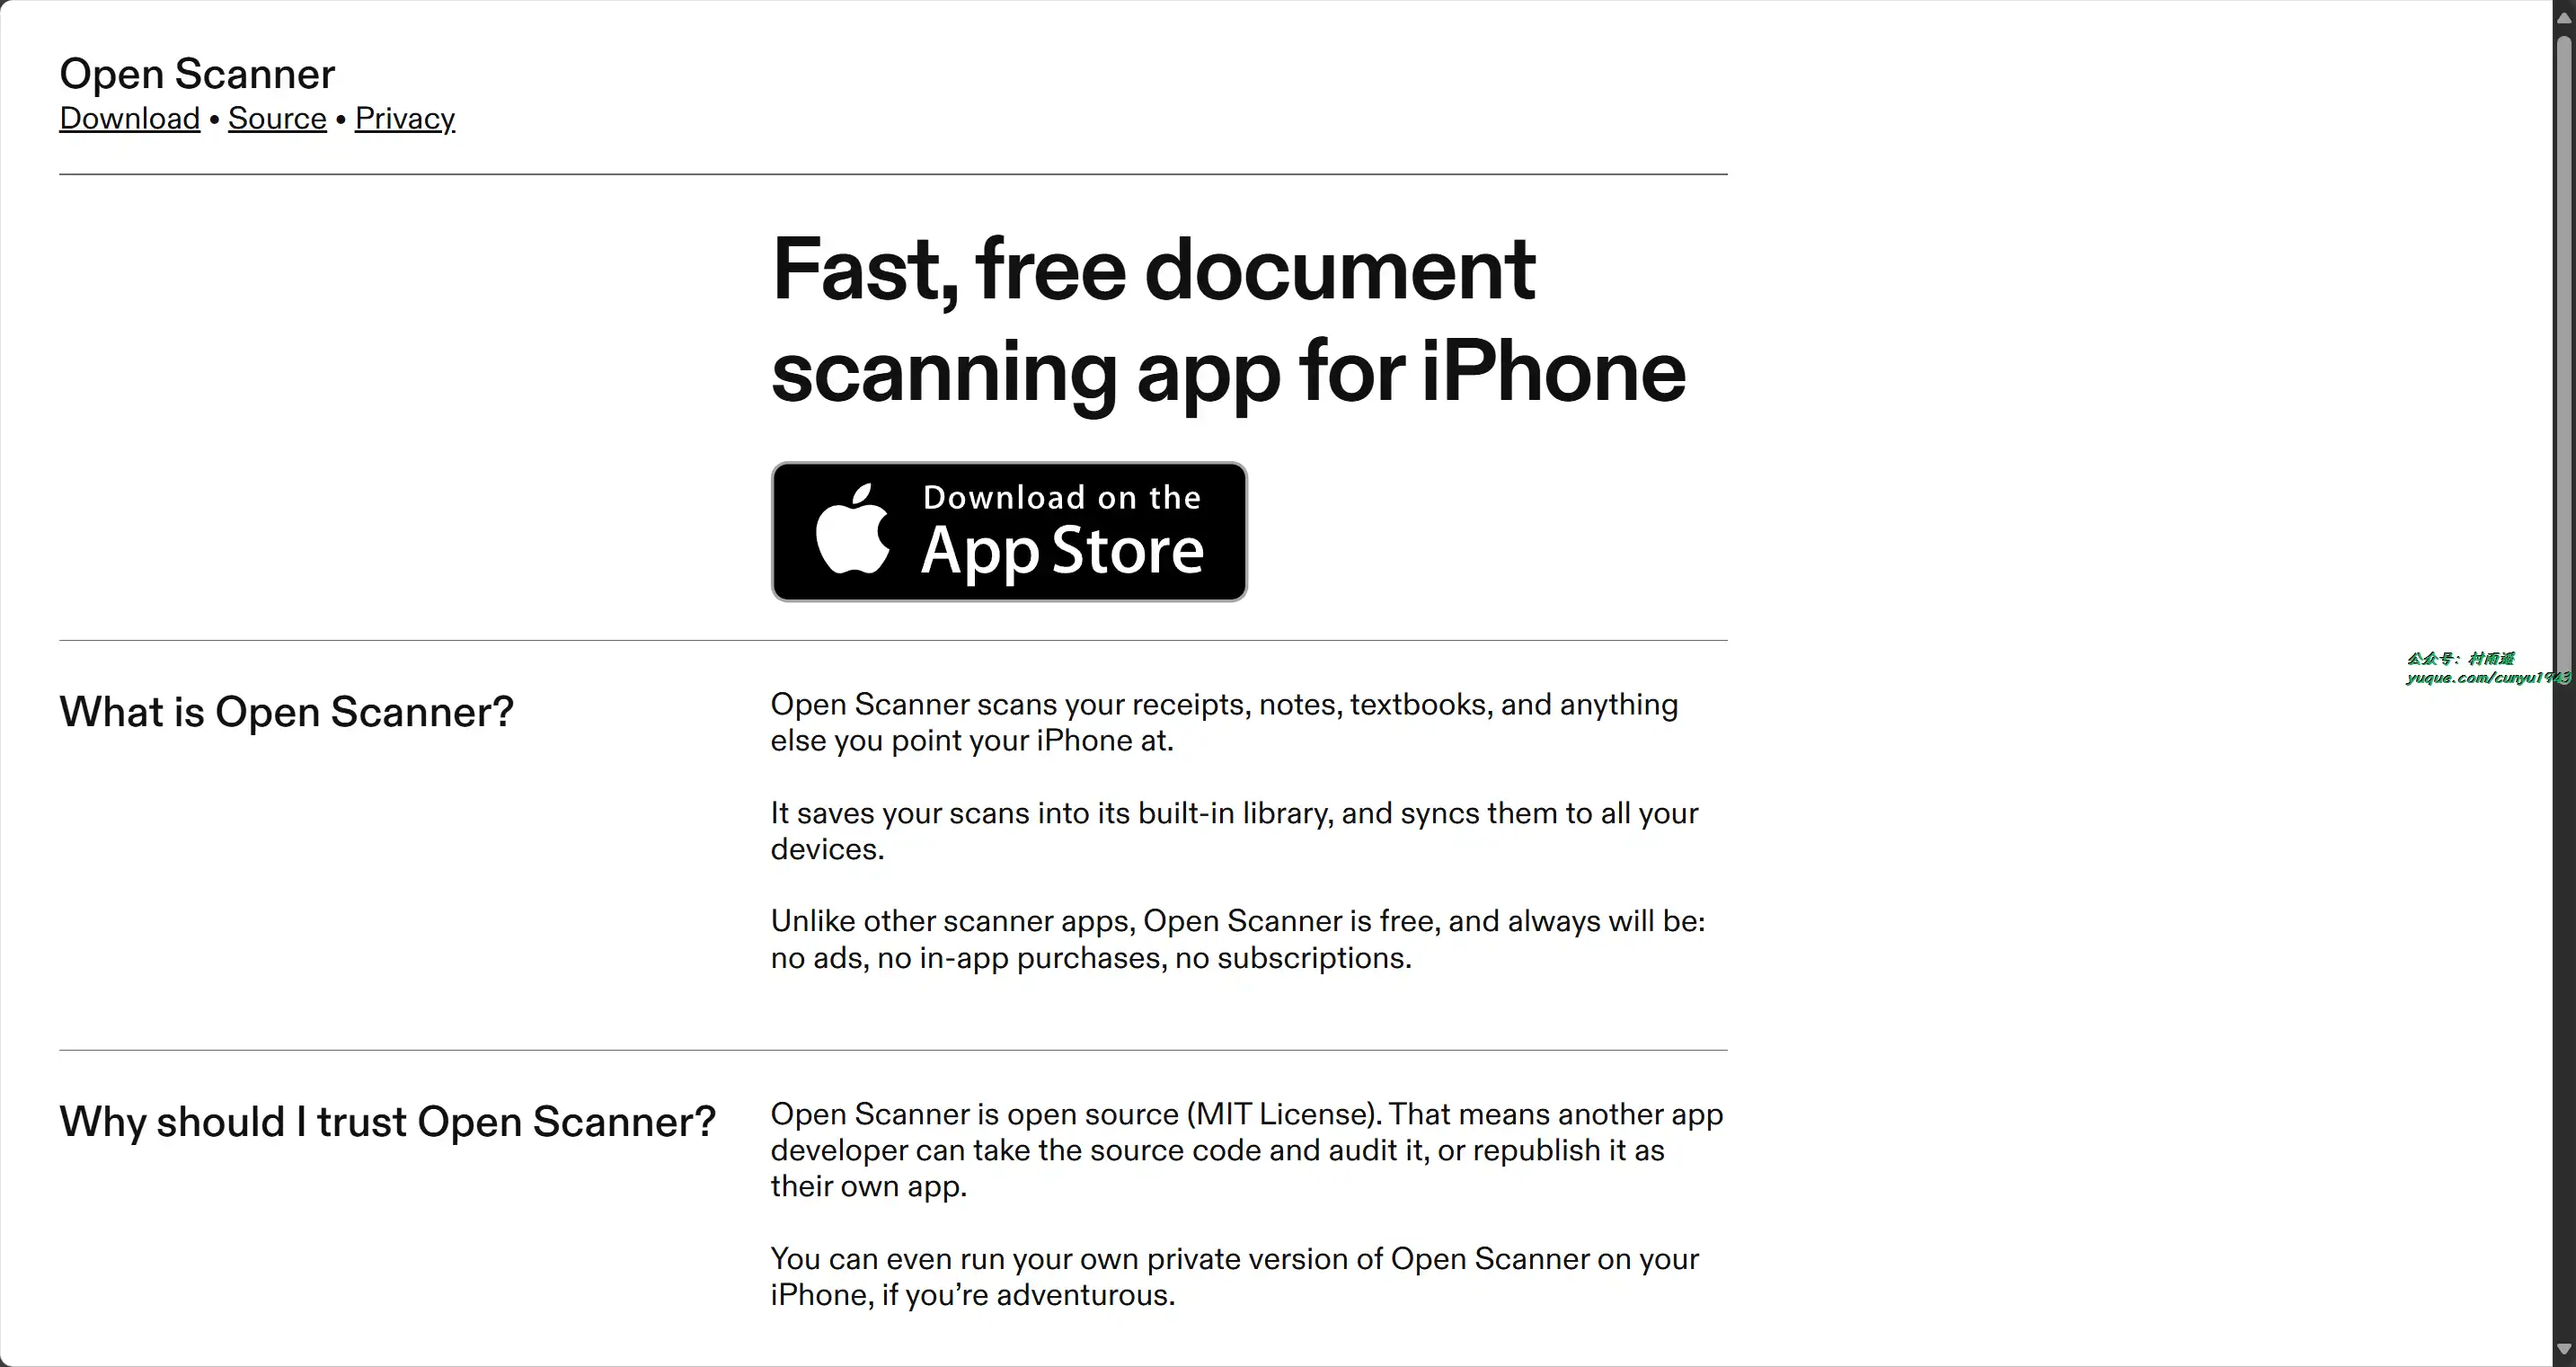 Open Scanner
Download • Source • Privacy
Fast, free document
scanning app for iPhone
Download on the
App Store
What is Open Scanner?
Open Scanner scans your receipts, notes, textbooks, and anything
else you point your iPhone at.
It saves your scans into its built-in library, and syncs them to all your
devices.
Unlike other scanner apps, Open Scanner is free, and always will be:
no ads, no in-app purchases, no subscriptions.
公众号：村雨遥
yuque.com/cunyu1943
Why should I trust Open Scanner?
Open Scanner is open source (MIT License). That means another app
developer can take the source code and audit it, or republish it as
their own app.
You can even run your own private version of Open Scanner on your
iPhone, if you’re adventurous.